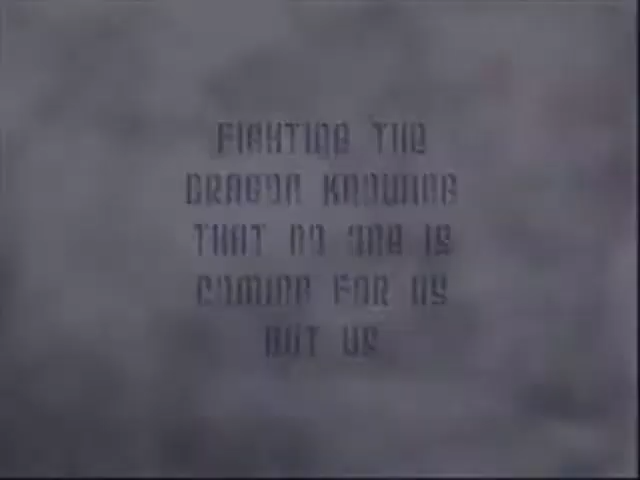 FIGHTING THE
DRAGON KNOWING
THAT NO ONE IS
COMING FOR US
BUT US